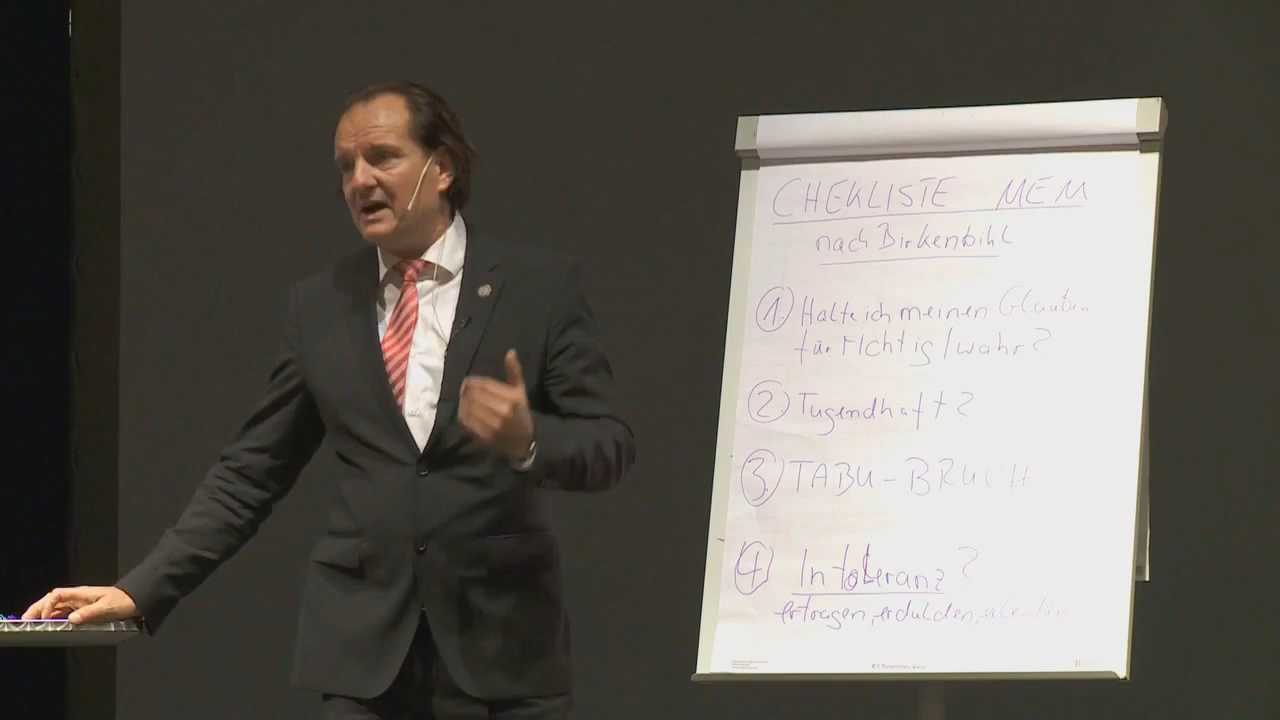 CHEKLISTE MEM
nach Birkenbihl
1. Halte ich meinen Glauben
für richtig/wahr?
2. Tugendhaft?
3. TABU-BRUCH
4 Intoleranz?
ertragen, erdulden, erleiden